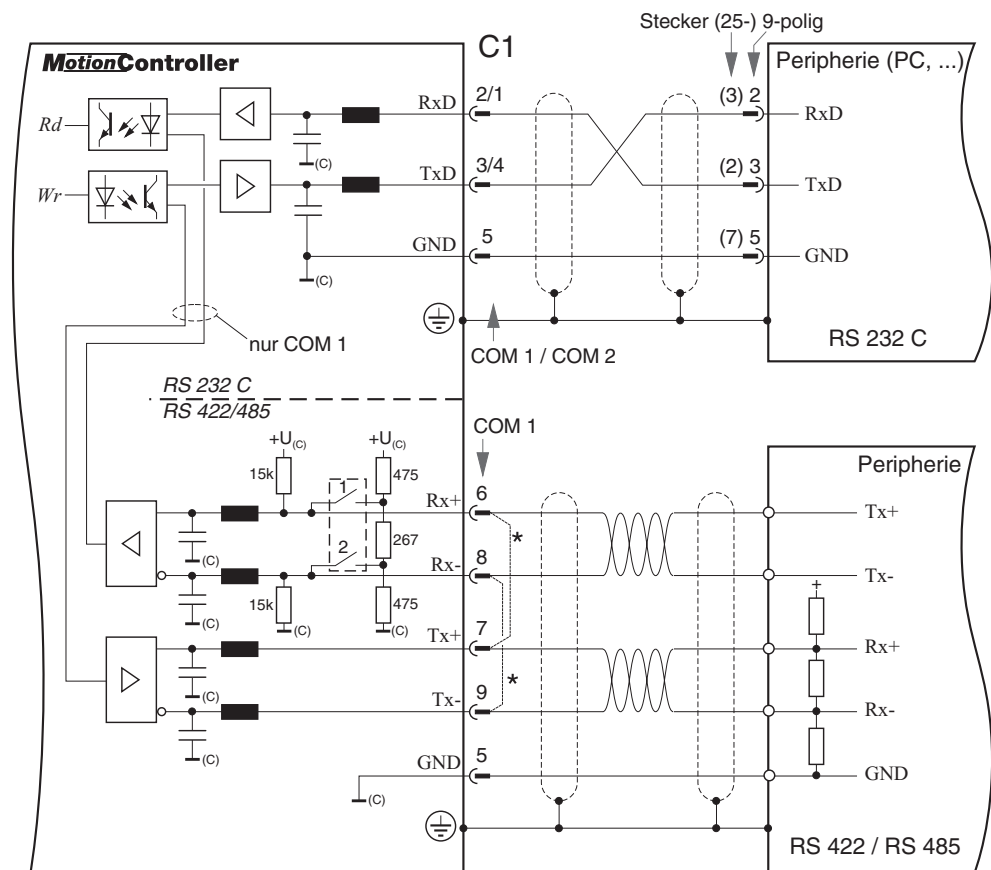 Stecker (25-) 9-polig
C1
MotionController
Peripherie (PC, ...)
RxD 2/1 (3) 2 RxD
Rd
(C)
TxD 3/4 (2) 3 TxD
Wr
GND 5 (7) 5 GND
(C)
nur COM 1
COM 1 / COM 2
RS 232 C
RS 232 C
RS 422/485
COM 1
+U(C) +U(C)
Peripherie
15k 475
1
Rx+ 6 Tx+
*
(C)
267
2
Rx- 8 Tx-
+
(C)
15k 475
(C) (C)
Tx+ 7 Rx+
(C)
*
Tx- 9 Rx-
(C)
GND 5 GND
(C)
RS 422 / RS 485